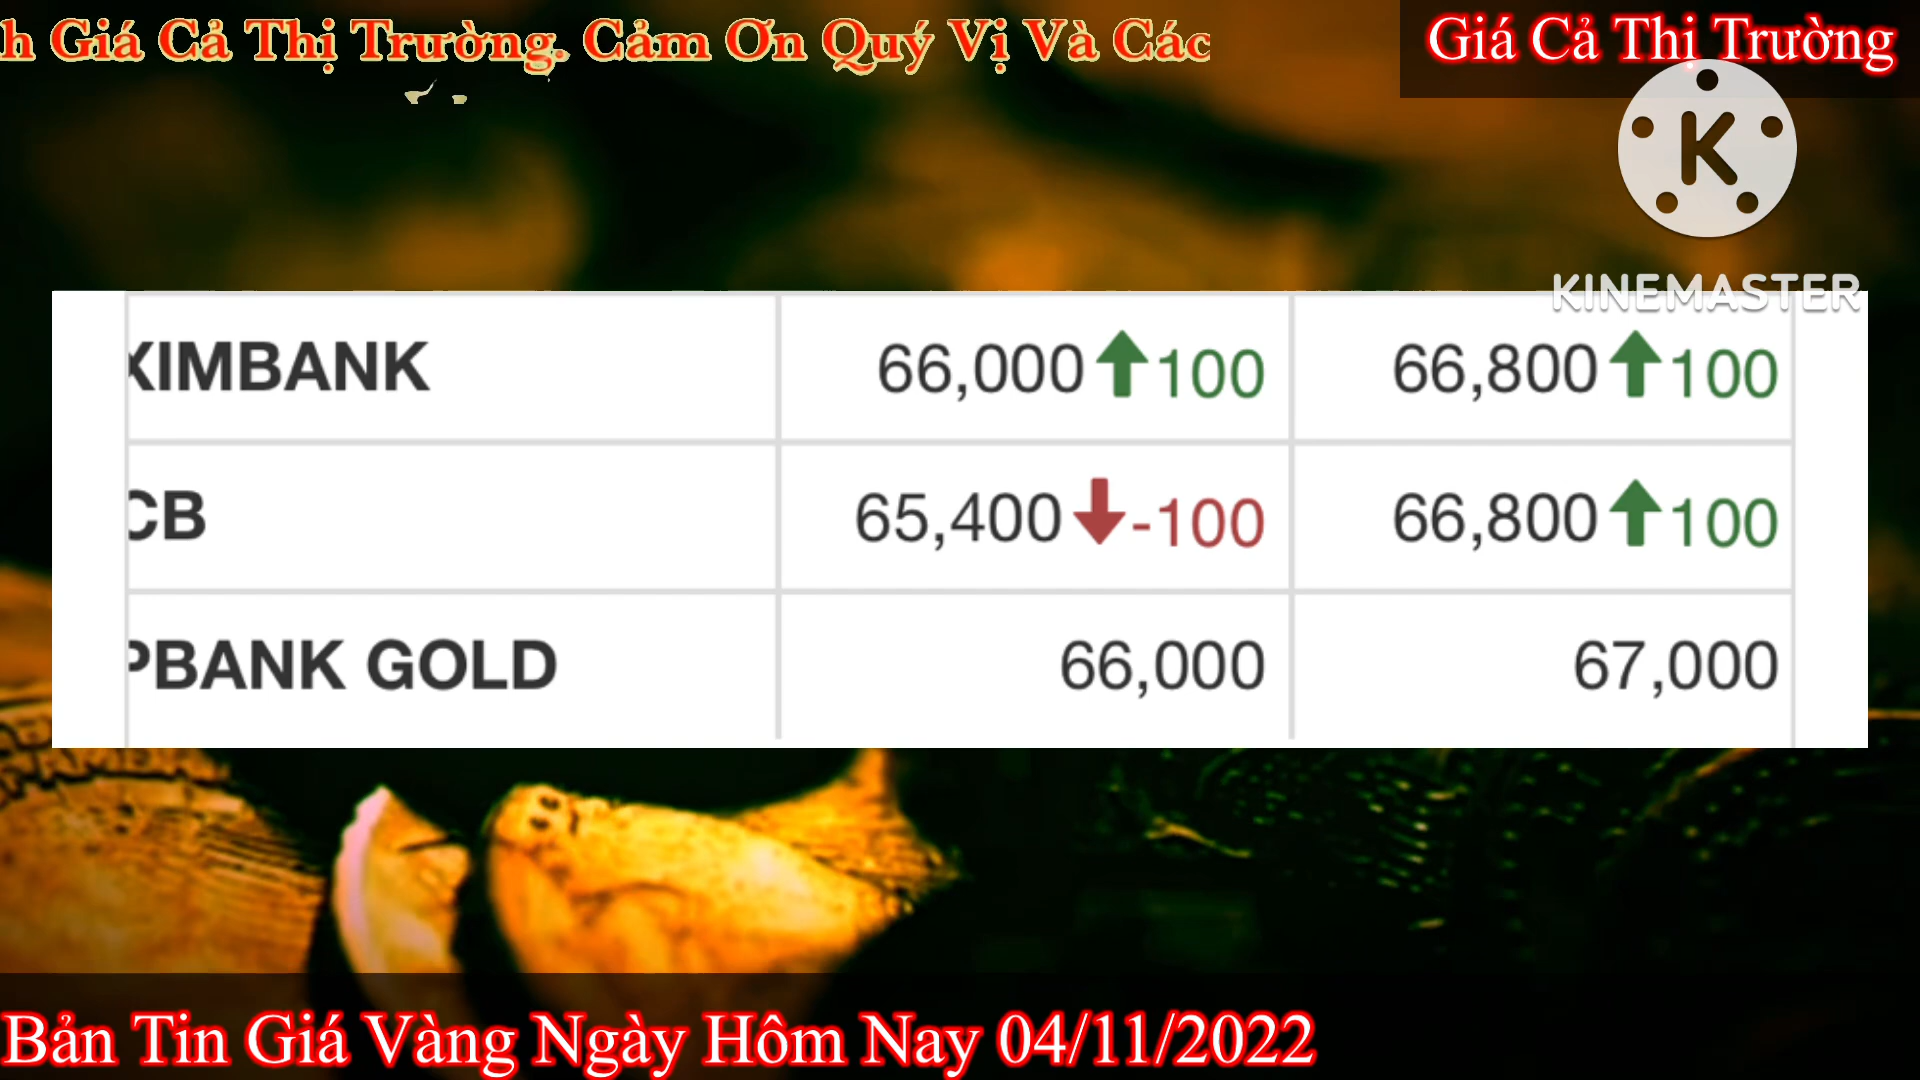 h Giá Cả Thị Trường. Cảm Ơn Quý Vị Và Các
Giá Cả Thị Trường
K
KINEMASTER
XIMBANK 66,000 100 66,800 100
CB 65,400 -100 66,800 100
PBANK GOLD 66,000 67,000
Bản Tin Giá Vàng Ngày Hôm Nay 04/11/2022